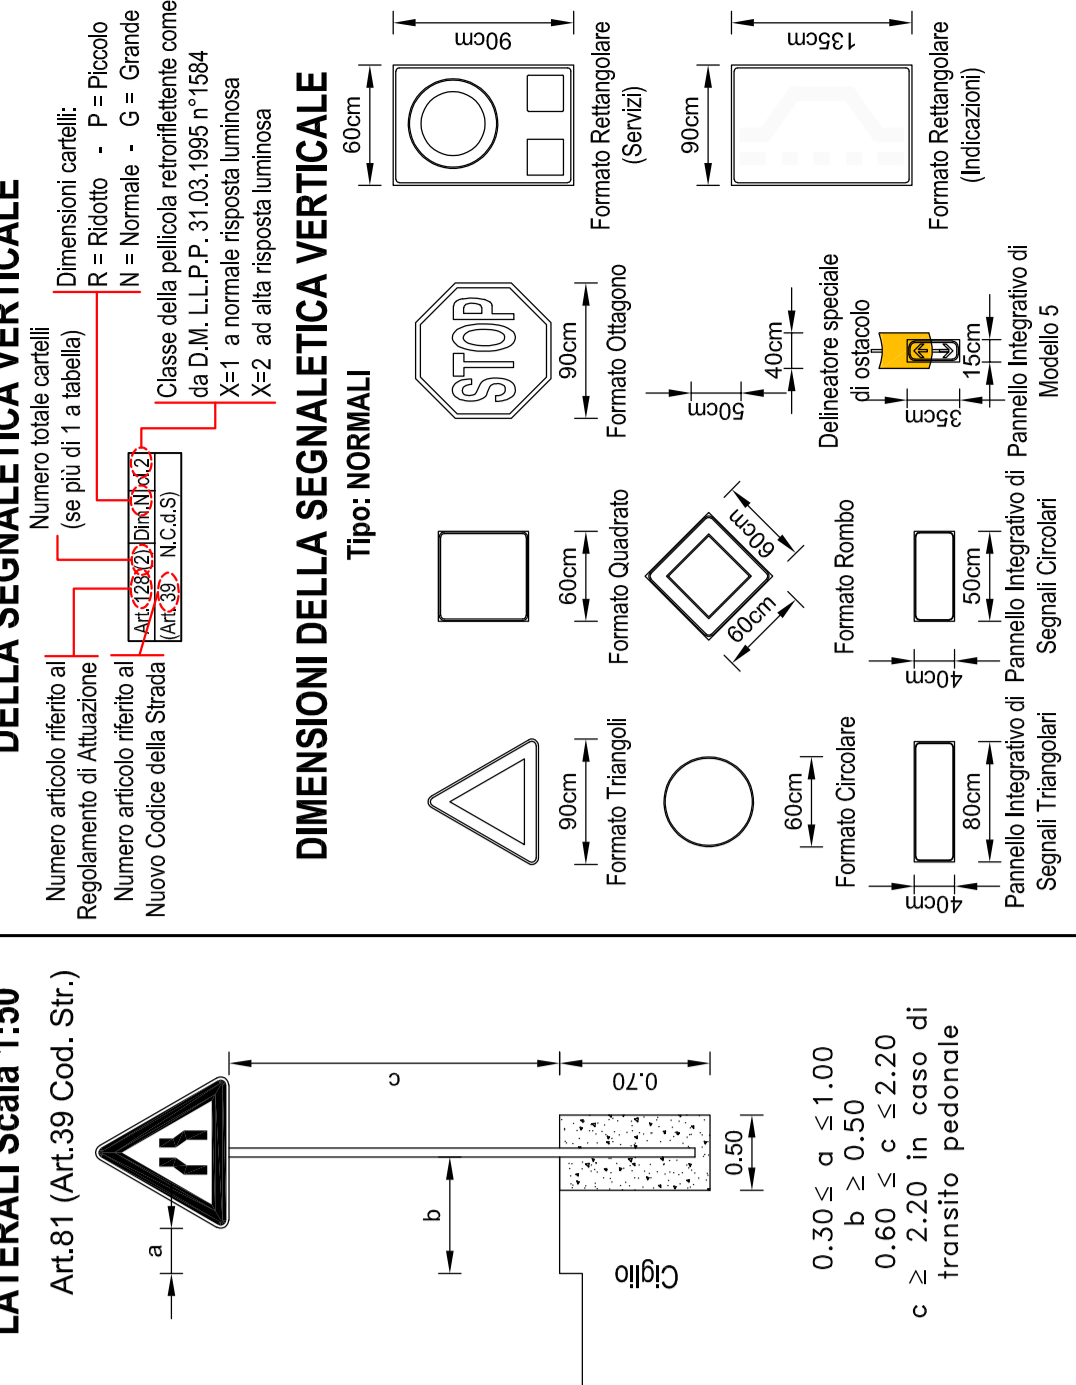 DELLA SEGNALETICA VERTICALE
Numero articolo riferito al
Regolamento di Attuazione
Numero articolo riferito al
Nuovo Codice della Strada
Numero totale cartelli
(se più di 1 a tabella)
Art.128 (2) Dim.N cl.2
(Art. 39 N.C.d.S)
Dimensioni cartelli:
R = Ridotto - P = Piccolo
N = Normale - G = Grande
Classe della pellicola retroriflettente come
da D.M. L.L.P.P. 31.03.1995 n°1584
X=1 a normale risposta luminosa
X=2 ad alta risposta luminosa
DIMENSIONI DELLA SEGNALETICA VERTICALE
Tipo: NORMALI
90cm
Formato Triangoli
60cm
Formato Quadrato
STOP
90cm
Formato Ottagono
60cm
90cm
Formato Rettangolare
(Servizi)
60cm
Formato Circolare
60cm
60cm
Formato Rombo
50cm
40cm
Delineatore speciale
di ostacolo
90cm
135cm
Formato Rettangolare
(Indicazioni)
40cm
80cm
Pannello Integrativo di
Segnali Triangolari
40cm
50cm
Pannello Integrativo di
Segnali Circolari
35cm
15cm
Pannello Integrativo di
Modello 5
LATERALI Scala 1:50
Art.81 (Art.39 Cod. Str.)
a
c
b
0.70
0.50
Ciglio
0.30 ≤ a ≤ 1.00
b ≥ 0.50
0.60 ≤ c ≤ 2.20
c ≥ 2.20 in caso di
transito pedonale